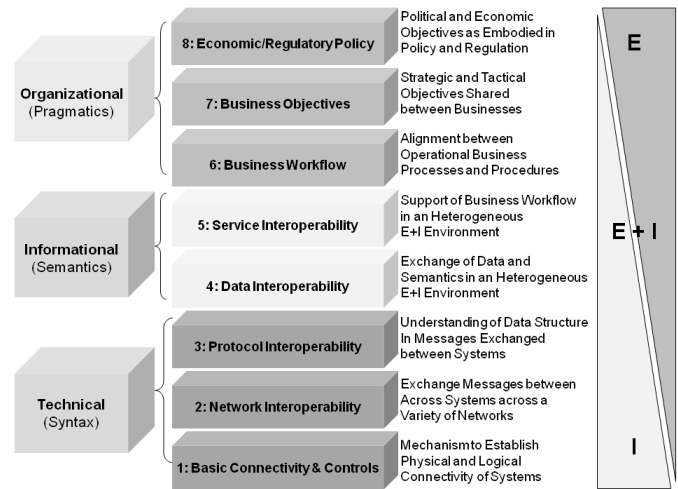 Organizational
(Pragmatics)
8: Economic/Regulatory Policy
Political and Economic
Objectives as Embodied in
Policy and Regulation
7: Business Objectives
Strategic and Tactical
Objectives Shared
between Businesses
6: Business Workflow
Alignment between
Operational Business
Processes and Procedures
Informational
(Semantics)
5: Service Interoperability
Support of Business Workflow
in an Heterogeneous
E+I Environment
4: Data Interoperability
Exchange of Data and
Semantics in an Heterogeneous
E+I Environment
Technical
(Syntax)
3: Protocol Interoperability
Understanding of Data Structure
In Messages Exchanged
between Systems
2: Network Interoperability
Exchange Messages between
Across Systems across a
Variety of Networks
1: Basic Connectivity & Controls
Mechanism to Establish
Physical and Logical
Connectivity of Systems
E
E + I
I